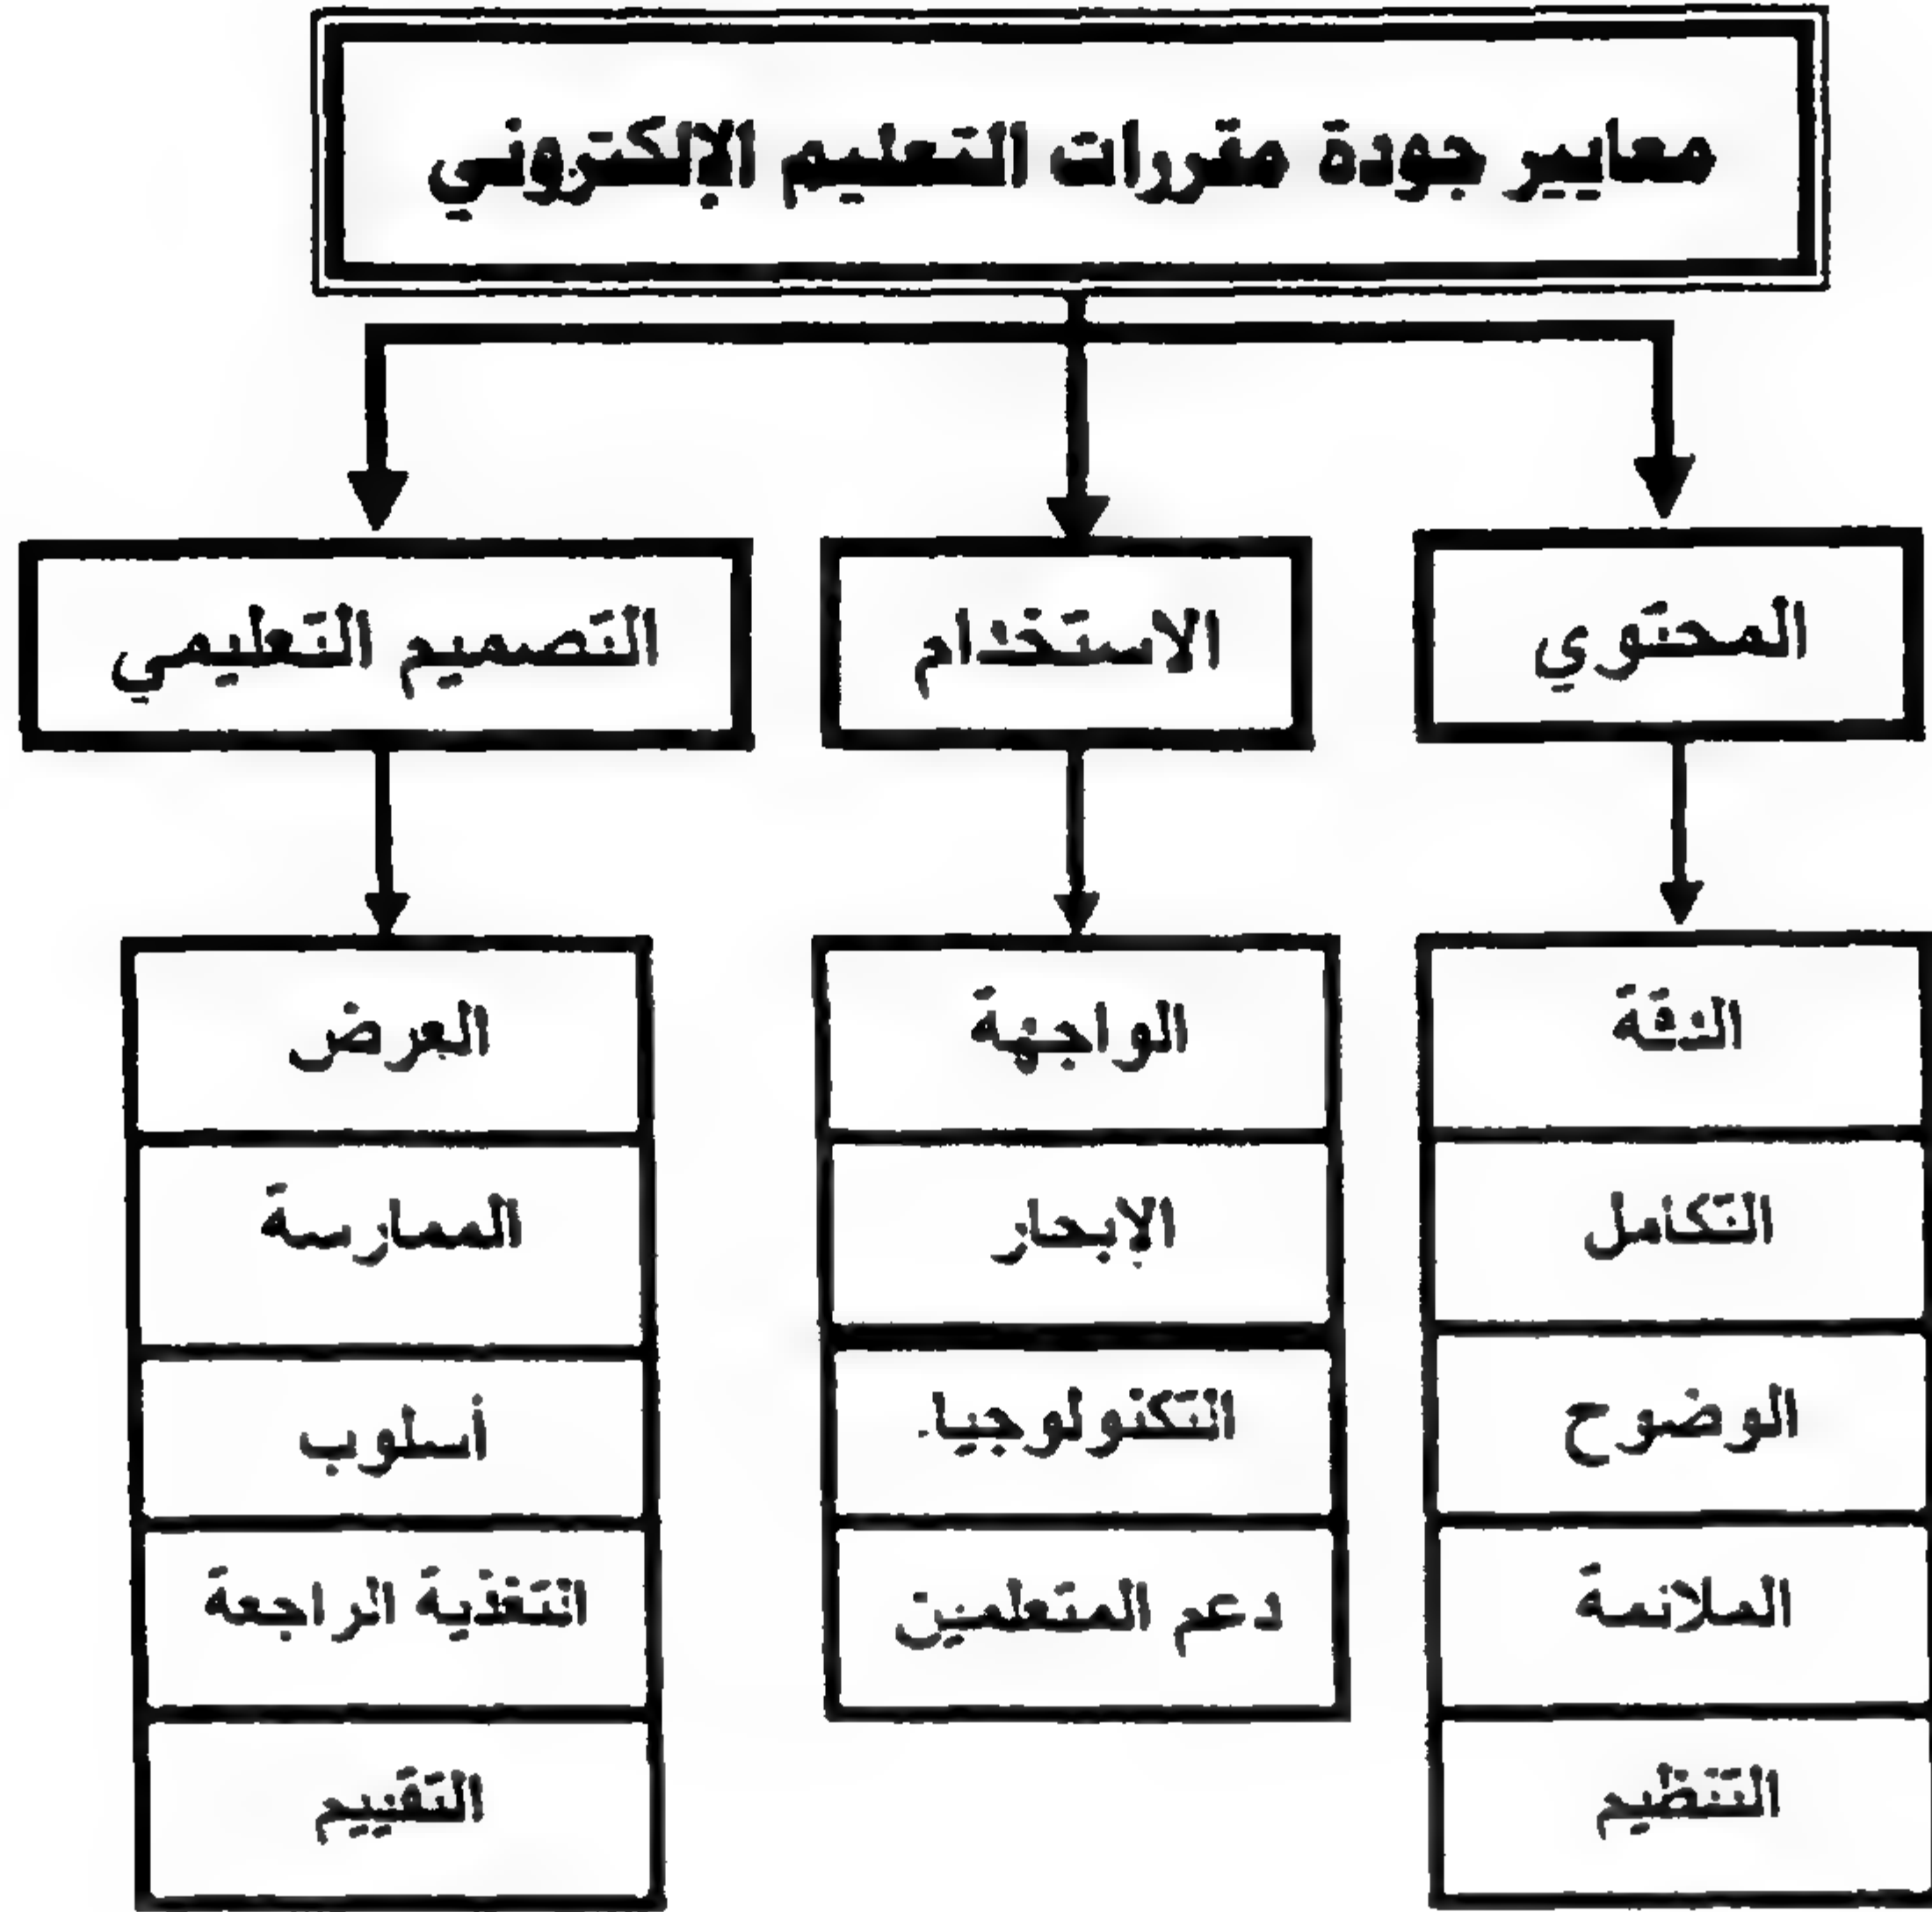 معايير جودة مقررات التعليم الإلكتروني
المحتوي
الاستخدام
التصميم التعليمي
الدقة
التكامل
الوضوح
الملائمة
التنظيم
الواجهة
الإبحار
التكنولوجيا
دعم المتعلمين
العرض
الممارسة
أسلوب
التغذية الراجعة
التقييم